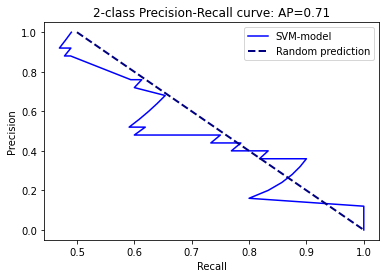 2-class Precision-Recall curve: AP=0.71
SVM-model
Random prediction
Precision
1.0
0.8
0.6
0.4
0.2
0.0
0.5
0.6
0.7
0.8
0.9
1.0
Recall